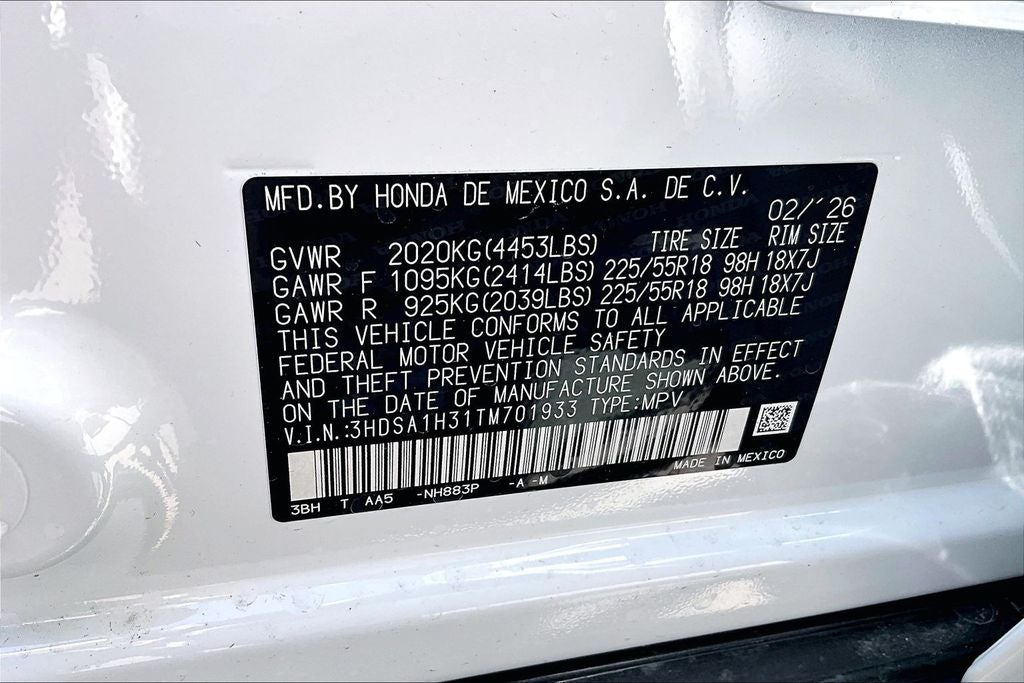 MFD.BY HONDA DE MEXICO S.A. DE C.V.
02/'26
GVWR 2020KG(4453LBS) TIRE SIZE RIM SIZE
GAWR F 1095KG(2414LBS) 225/55R18 98H 18X7J
GAWR R 925KG(2039LBS) 225/55R18 98H 18X7J
THIS VEHICLE CONFORMS TO ALL APPLICABLE
FEDERAL MOTOR VEHICLE SAFETY
AND THEFT PREVENTION STANDARDS IN EFFECT
ON THE DATE OF MANUFACTURE SHOWN ABOVE.
V.I.N.:3HDSA1H31TM701933 TYPE:MPV
MADE IN MEXICO
3BH T AA5 -NH883P -A -M